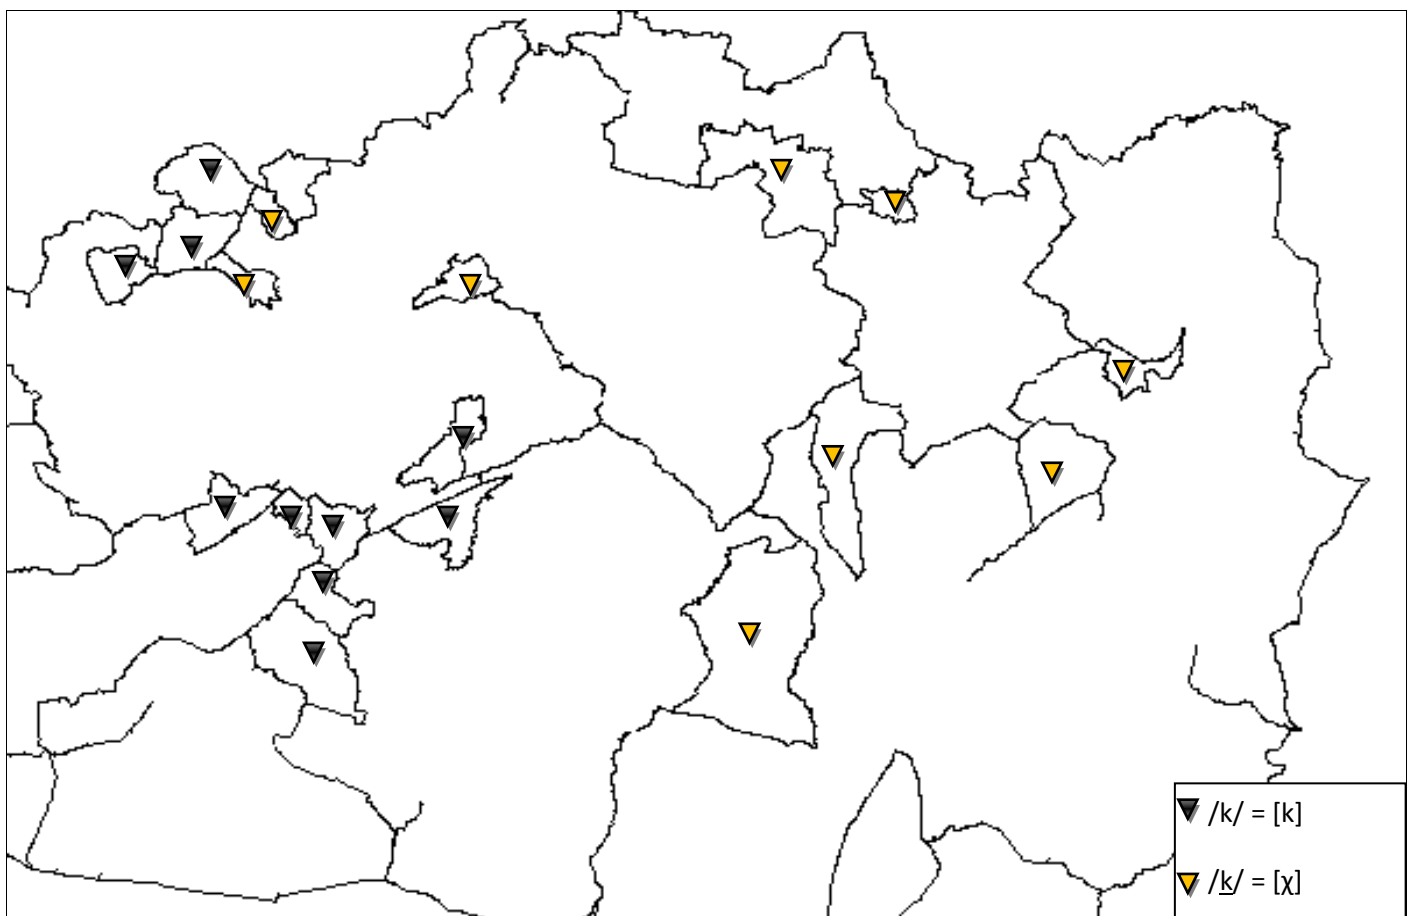 /k/ = [k]
/k̲/ = [χ]